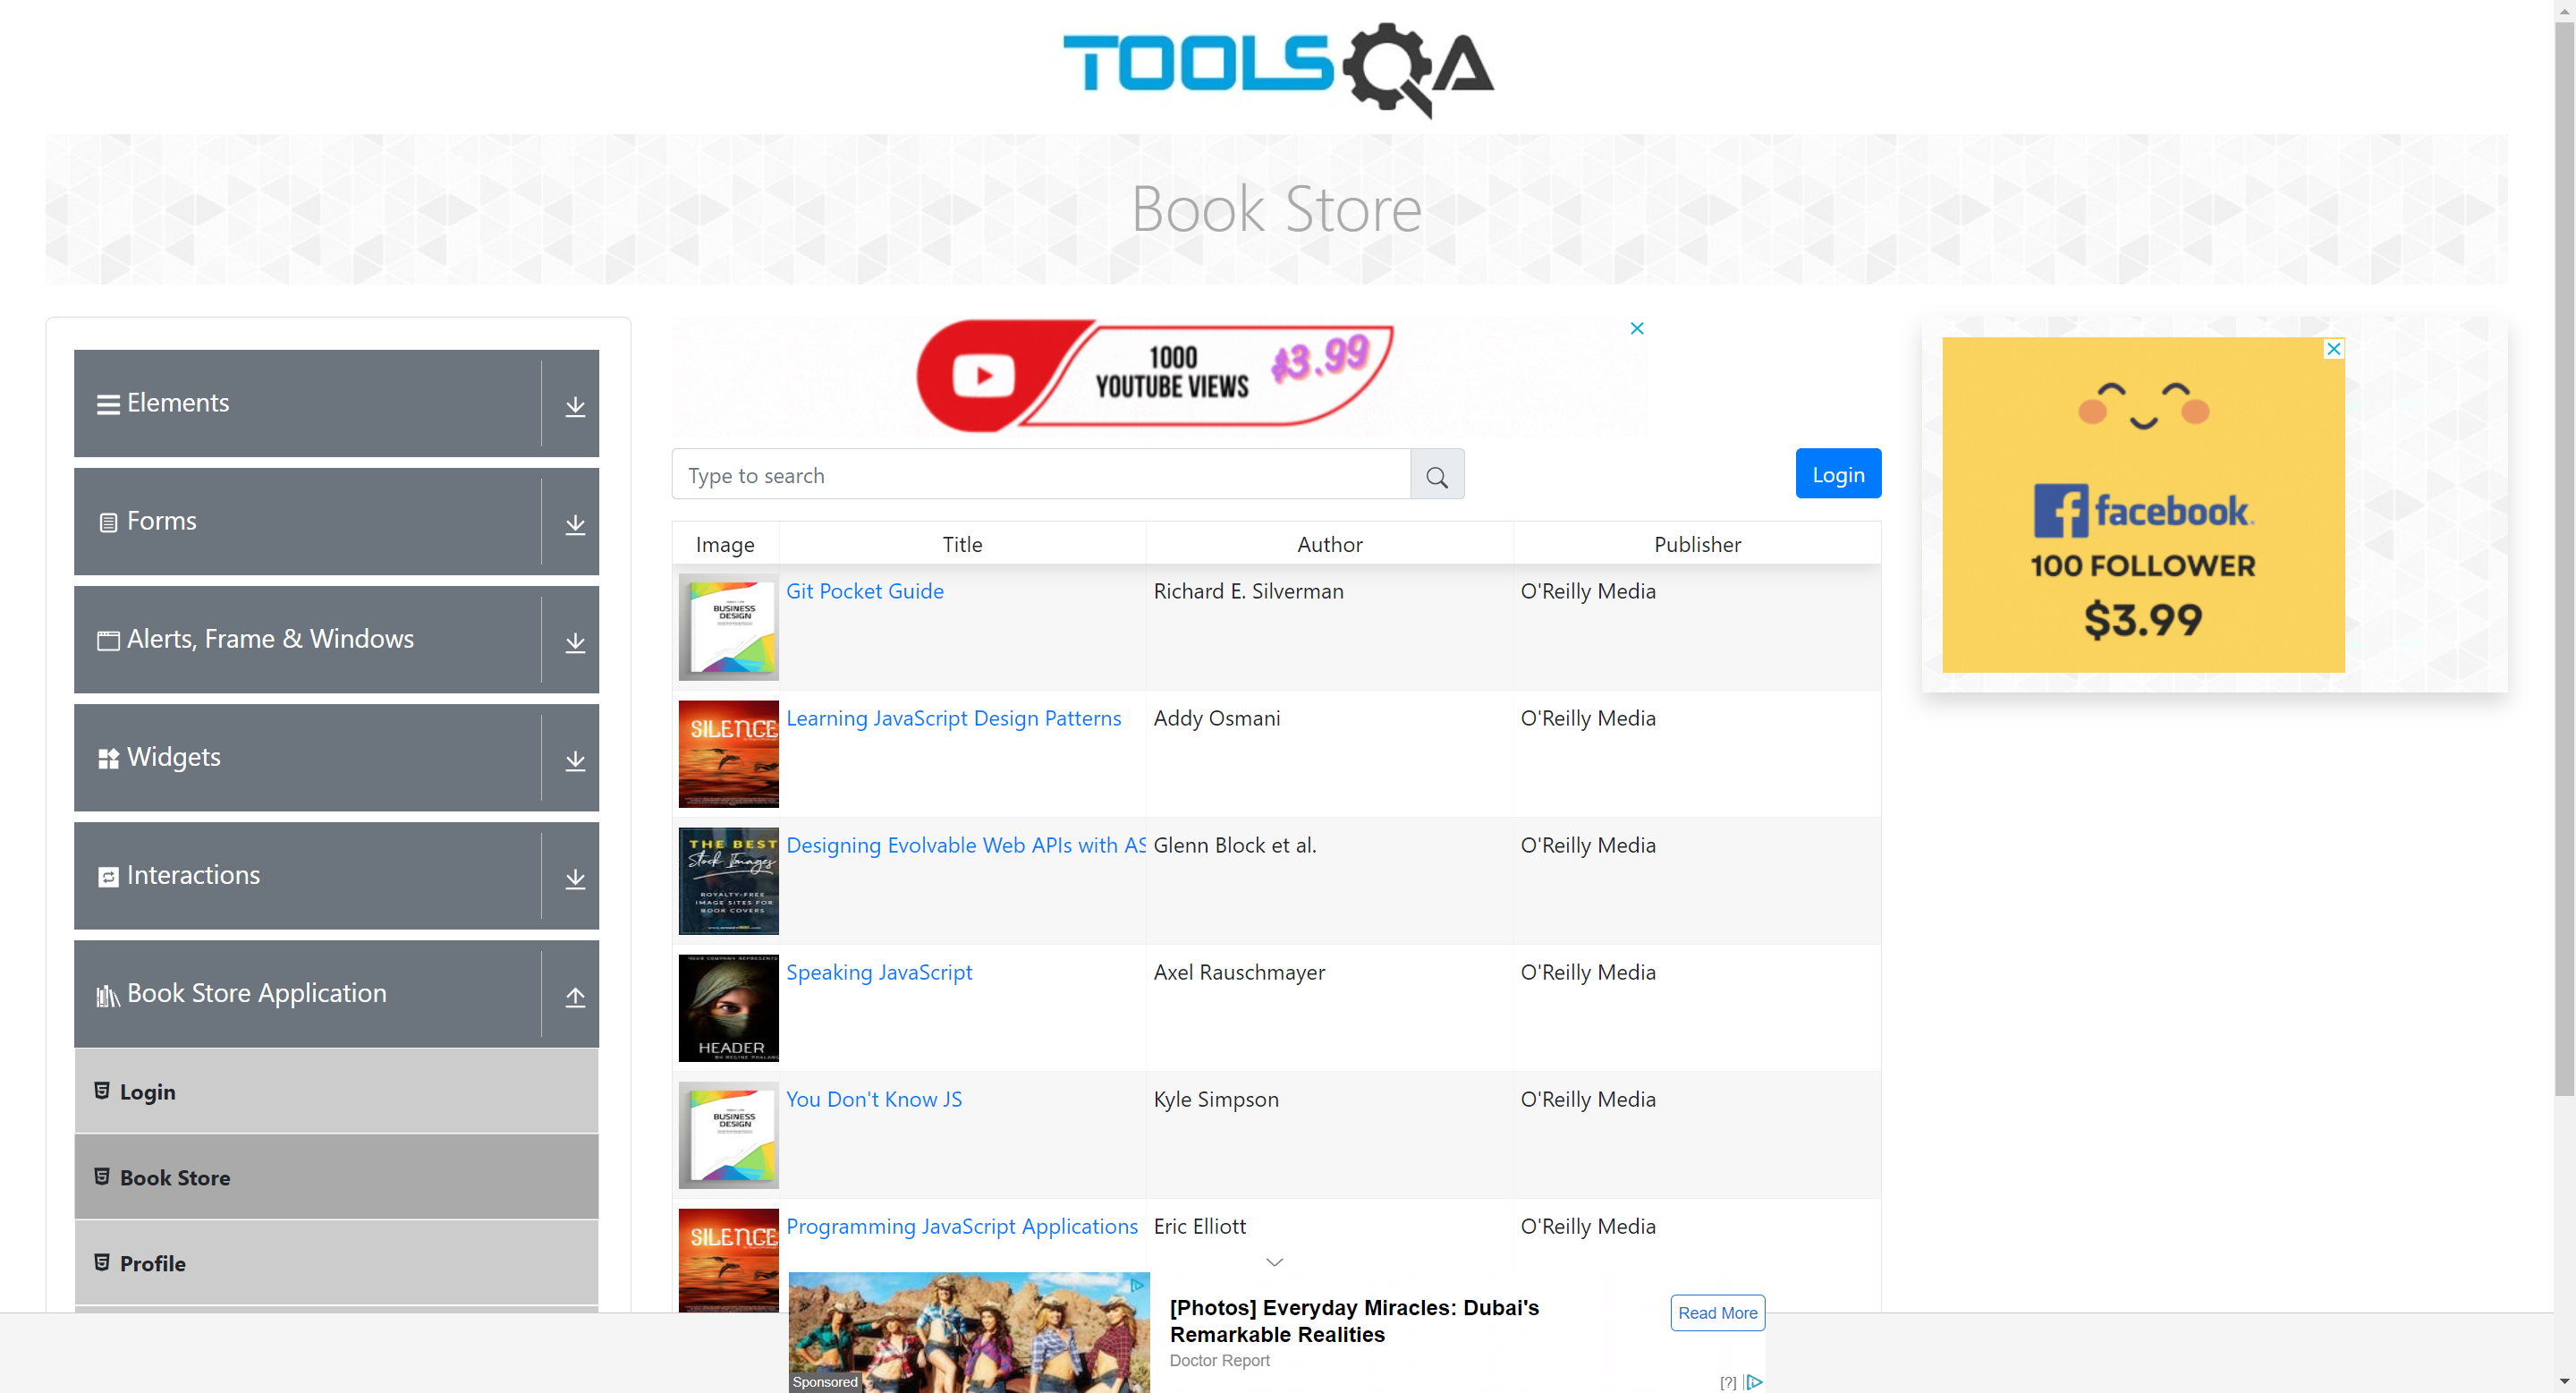 TOOLSQA
Book Store
Elements
Forms
Alerts, Frame & Windows
Widgets
Interactions
Book Store Application
Login
Book Store
Profile
1000
YOUTUBE VIEWS
$3.99
Type to search
Login
Image Title Author Publisher
BUSINESS
DESIGN
Git Pocket Guide Richard E. Silverman O'Reilly Media
SILENCE
Learning JavaScript Design Patterns Addy Osmani O'Reilly Media
THE BEST
Stock Images
ROYALTY-FREE
IMAGE SITES FOR
BOOK COVERS
Designing Evolvable Web APIs with AS Glenn Block et al. O'Reilly Media
YOUR COMPANY REPRESENTS
HEADER
Speaking JavaScript Axel Rauschmayer O'Reilly Media
BUSINESS
DESIGN
You Don't Know JS Kyle Simpson O'Reilly Media
SILENCE
Programming JavaScript Applications Eric Elliott O'Reilly Media
facebook.
100 FOLLOWER
$3.99
[Photos] Everyday Miracles: Dubai's
Remarkable Realities
Doctor Report
Read More
Sponsored
[?]